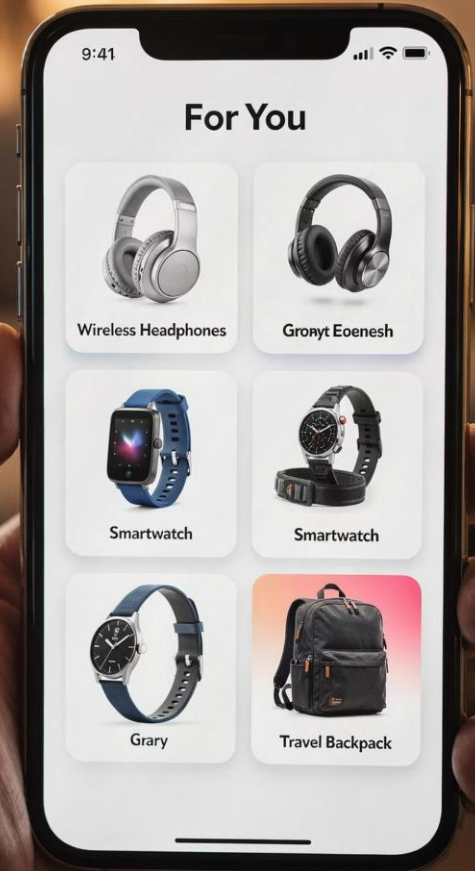 9:41
For You
Wireless Headphones
Gronyt Eoenesh
Smartwatch
Smartwatch
Grary
Travel Backpack